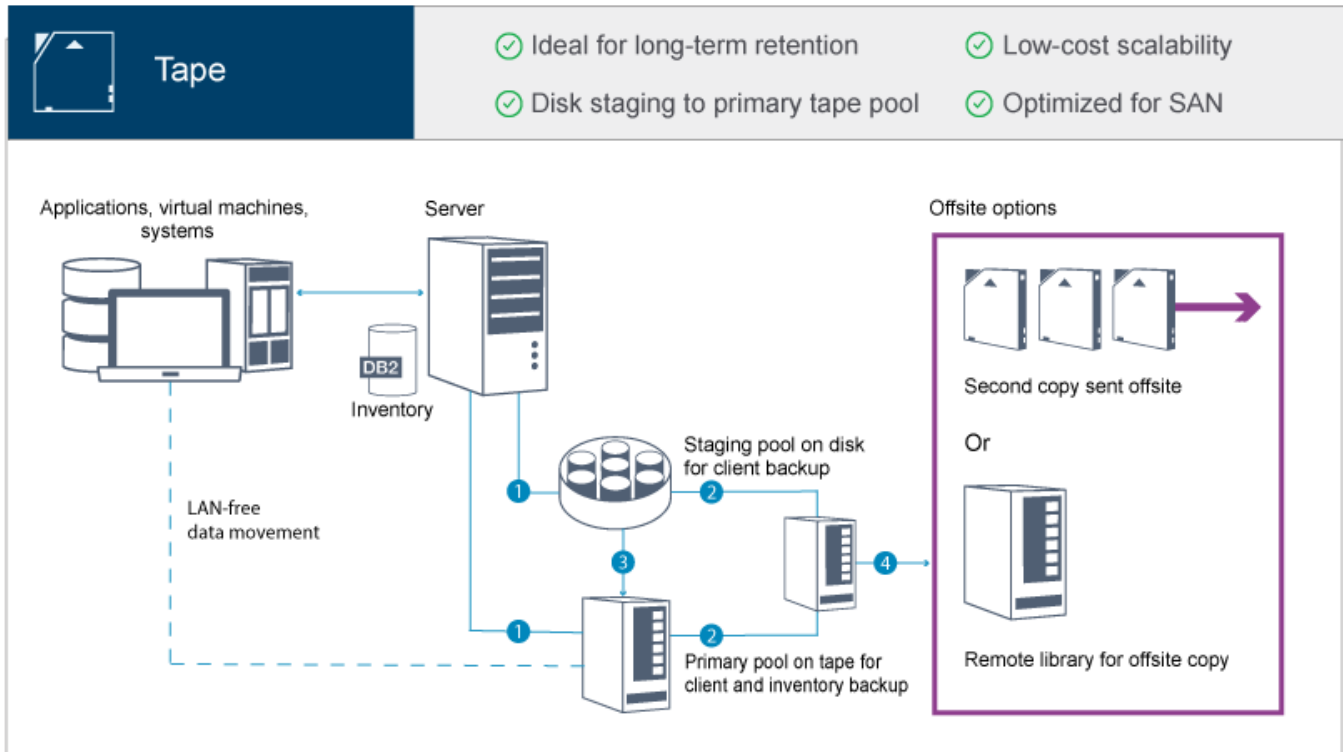 Tape
Ideal for long-term retention
Low-cost scalability
Disk staging to primary tape pool
Optimized for SAN
Applications, virtual machines,
systems
Server
Offsite options
DB2
Inventory
Second copy sent offsite
Staging pool on disk
for client backup
1
2
Or
LAN-free
data movement
3
4
1
2
Primary pool on tape for
client and inventory backup
Remote library for offsite copy